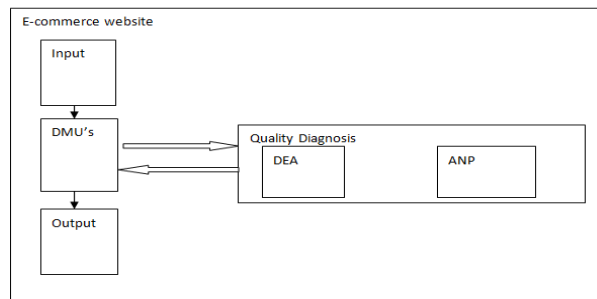 E-commerce website
Input
DMU's
Quality Diagnosis
DEA
ANP
Output